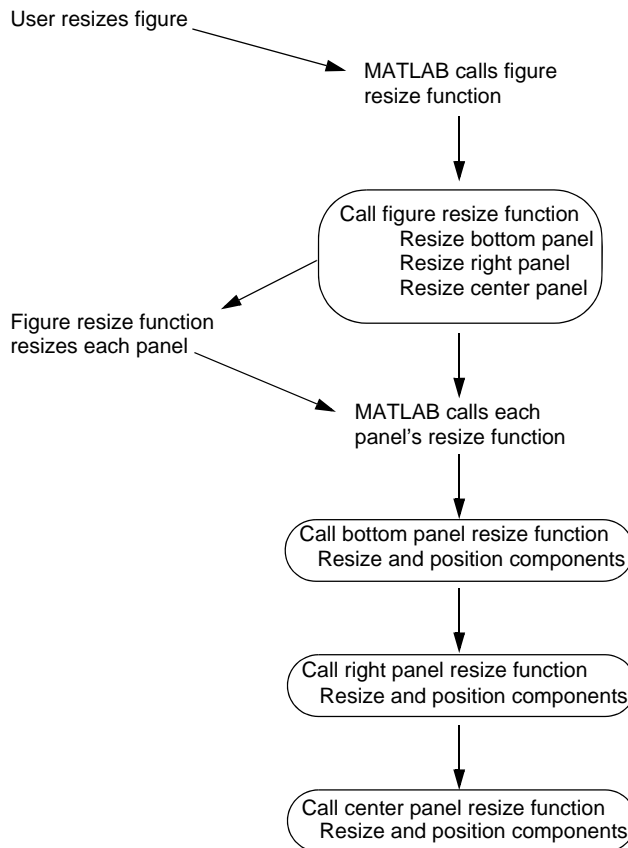 User resizes figure
MATLAB calls figure
resize function
Call figure resize function
Resize bottom panel
Resize right panel
Resize center panel
Figure resize function
resizes each panel
MATLAB calls each
panel's resize function
Call bottom panel resize function
Resize and position components
Call right panel resize function
Resize and position components
Call center panel resize function
Resize and position components